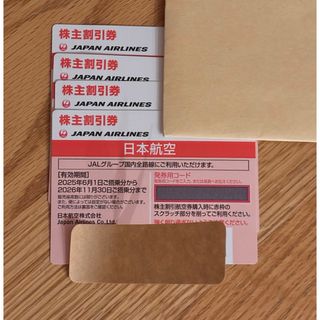 株主割引券
JAPAN AIRLINES
株主割引券
JAPAN AIRLINES
株主割引券
JAPAN AIRLINES
株主割引券
JAPAN AIRLINES
日本航空
JALグループ国内全路線にご利用いただけます。
[有効期間]
2025年6月1日ご搭乗分から
2026年11月30日ご搭乗分まで
日本航空株式会社
Japan Airlines Co.,Ltd.
発券用コード
株主割引航空券購入時に赤枠の
スクラッチ部分を削ってご利用ください。